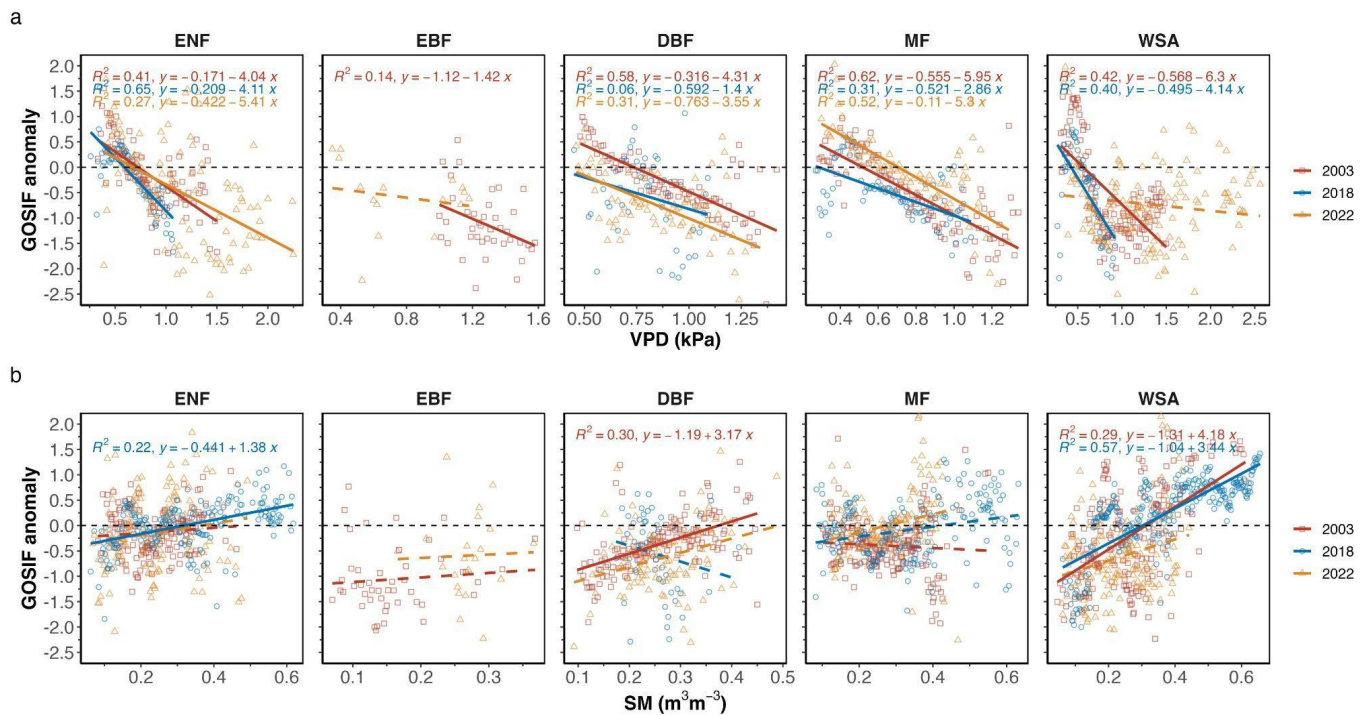 a
ENF EBF DBF MF WSA
R² = 0.41, y = −0.171 − 4.04 x
R² = 0.65, y = −0.209 − 4.11 x
R² = 0.27, y = −0.422 − 5.41 x
R² = 0.14, y = −1.12 − 1.42 x
R² = 0.58, y = −0.316 − 4.31 x
R² = 0.06, y = −0.592 − 1.4 x
R² = 0.31, y = −0.763 − 3.55 x
R² = 0.62, y = −0.555 − 5.95 x
R² = 0.31, y = −0.521 − 2.86 x
R² = 0.52, y = −0.11 − 5.3 x
R² = 0.42, y = −0.568 − 6.3 x
R² = 0.40, y = −0.495 − 4.14 x
GOSIF anomaly
2.0
1.5
1.0
0.5
0.0
-0.5
-1.0
-1.5
-2.0
-2.5
0.5 1.0 1.5 2.0 0.4 0.8 1.2 1.6 0.50 0.75 1.00 1.25 0.4 0.6 0.8 1.0 1.2 0.5 1.0 1.5 2.0 2.5
VPD (kPa)
2003
2018
2022
b
ENF EBF DBF MF WSA
R² = 0.22, y = −0.441 + 1.38 x
R² = 0.30, y = −1.19 + 3.17 x
R² = 0.29, y = −1.31 + 4.18 x
R² = 0.57, y = −1.04 + 3.44 x
GOSIF anomaly
2.0
1.5
1.0
0.5
0.0
-0.5
-1.0
-1.5
-2.0
-2.5
0.2 0.4 0.6 0.1 0.2 0.3 0.1 0.2 0.3 0.4 0.5 0.2 0.4 0.6 0.2 0.4 0.6
SM (m³m⁻³)
2003
2018
2022